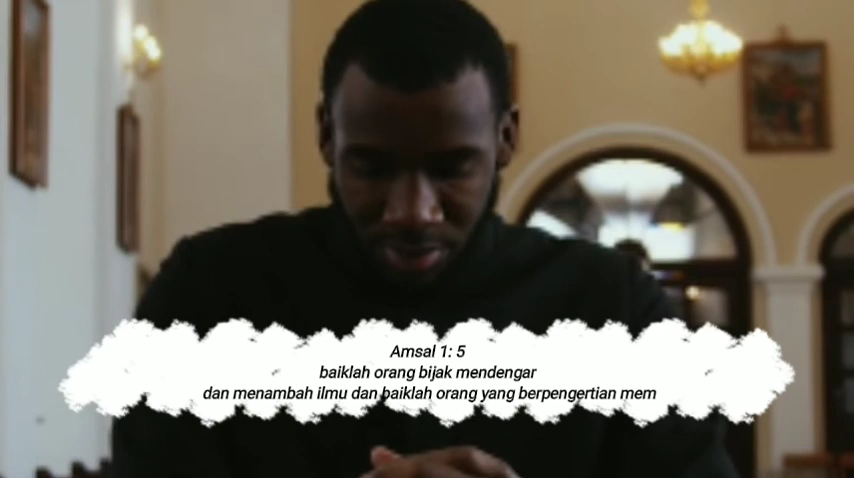 Amsal 1: 5
baiklah orang bijak mendengar
dan menambah ilmu dan baiklah orang yang berpengertian mem